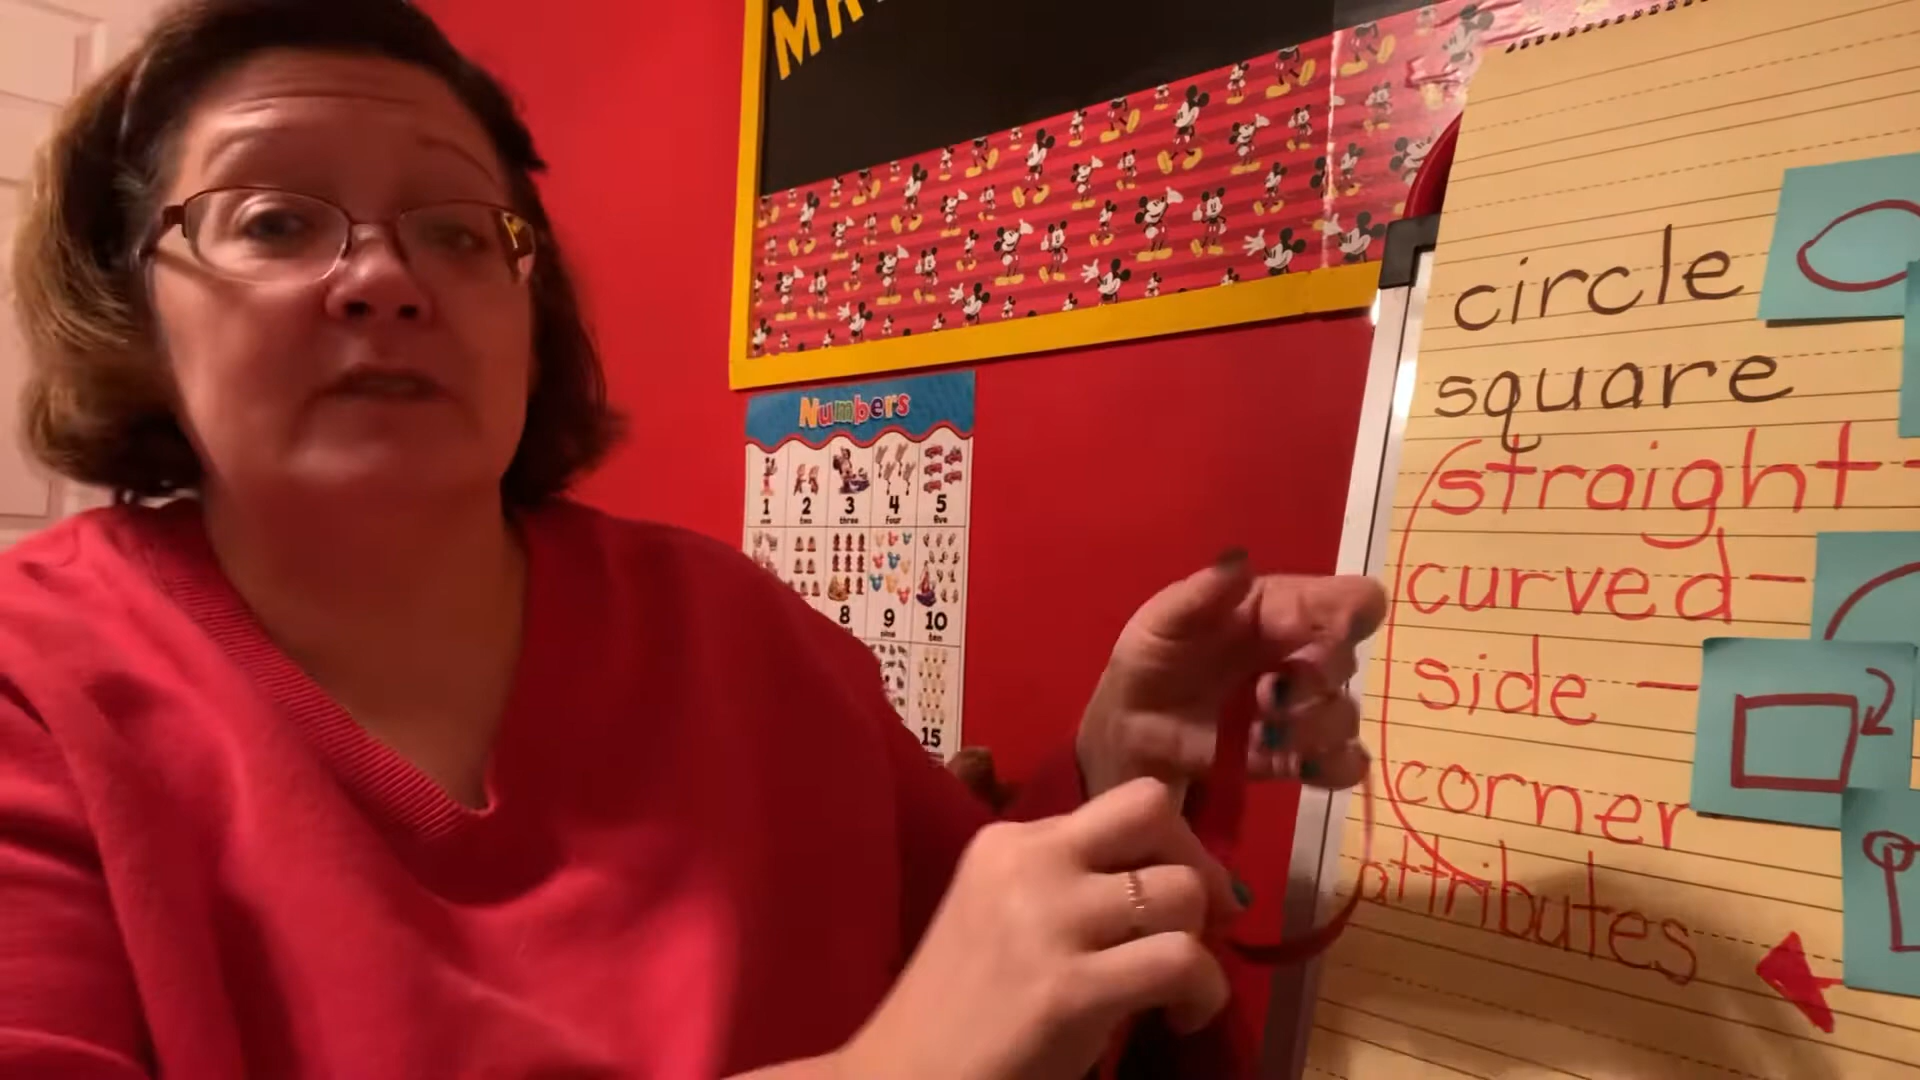 MA
Numbers
1 2 3 4 5
one two three four five
8 9 10
nine ten
15
circle
square
straight -
curved -
side -
corner
attributes